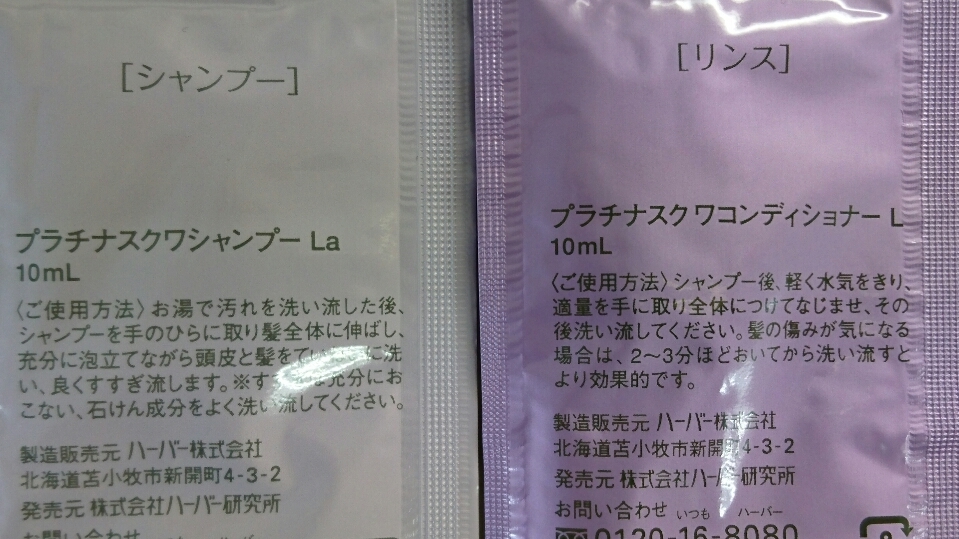 [シャンプー]
プラチナスクワシャンプー La
10mL
〈ご使用方法〉お湯で汚れを洗い流した後、
シャンプーを手のひらに取り髪全体に伸ばし、
充分に泡立てながら頭皮と髪を に洗
い、良くすすぎ流します。※ 充分にお
こない、石けん成分をよく洗い流してください。
製造販売元 ハーバー株式会社
北海道苫小牧市新開町4-3-2
発売元 株式会社ハーバー研究所
[リンス]
プラチナスクワコンディショナー L
10mL
〈ご使用方法〉シャンプー後、軽く水気をきり、
適量を手に取り全体につけてなじませ、その
後洗い流してください。髪の傷みが気になる
場合は、2〜3分ほどおいてから洗い流すと
より効果的です。
製造販売元 ハーバー株式会社
北海道苫小牧市新開町4-3-2
発売元 株式会社ハーバー研究所
お問い合わせ いつも ハーバー
0120-16-8080